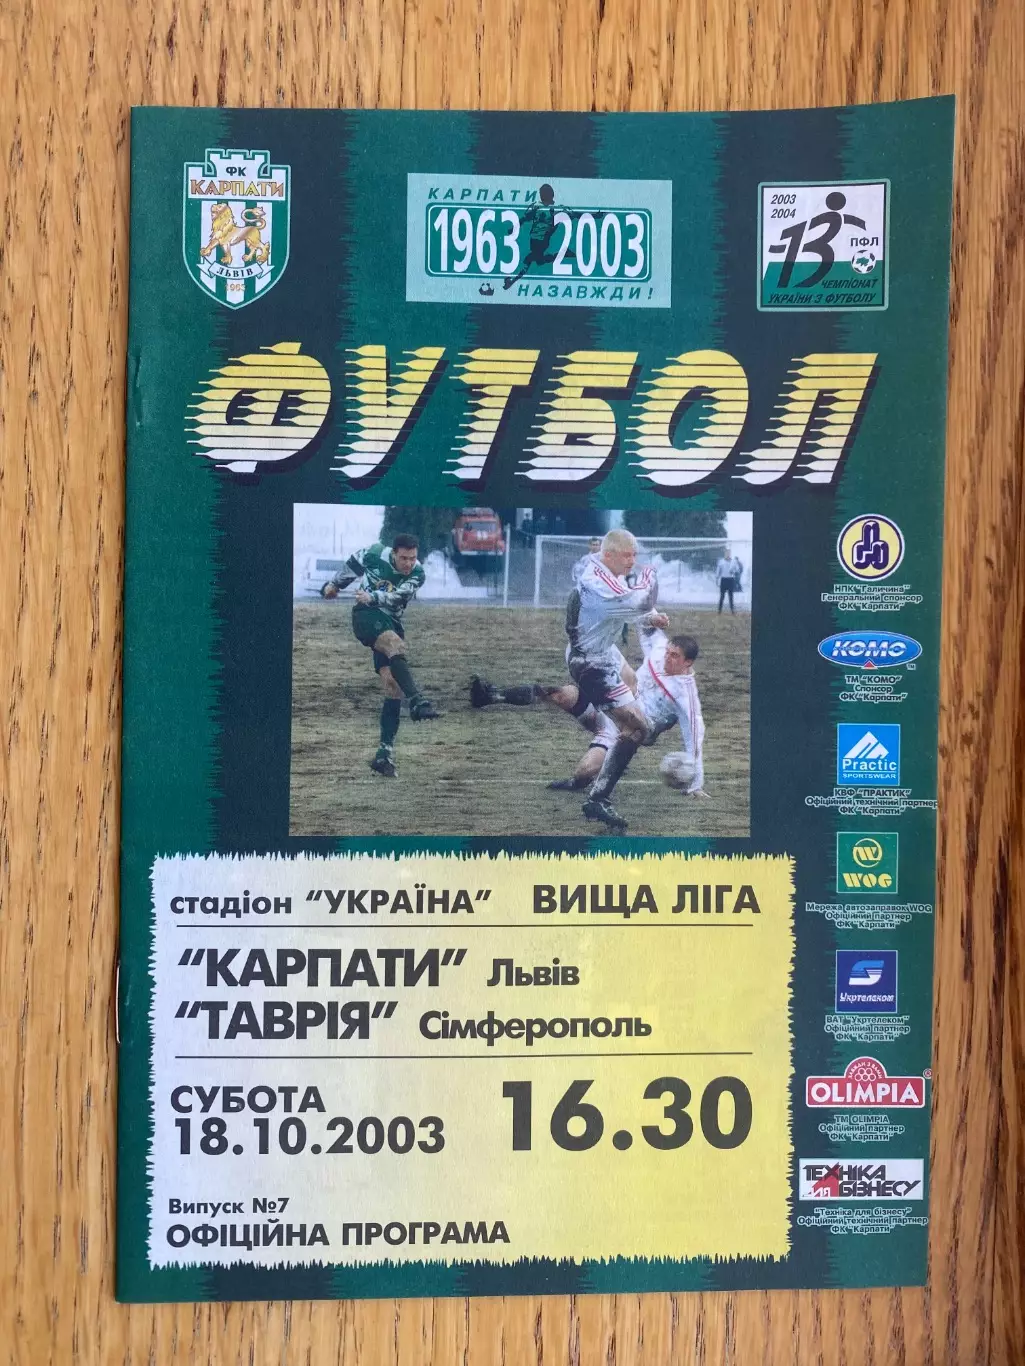 ФК
КАРПАТИ
ЛЬВІВ
1963
КАРПАТИ
1963 2003
НАЗАВЖДИ!
2003
2004
13
ПФЛ
ЧЕМПІОНАТ
УКРАЇНИ З ФУТБОЛУ
ФУТБОЛ
НПК "Галичина"
Генеральний спонсор
ФК "Карпати"
КОМО
TM
ТМ "КОМО"
Спонсор
ФК "Карпати"
Practic
SPORTSWEAR
КВФ "ПРАКТИК"
Офіційний технічний партнер
ФК "Карпати"
WOG
Мережа автозаправок WOG
Офіційний партнер
ФК "Карпати"
Укртелеком
ВАТ "Укртелеком"
Офіційний партнер
ФК "Карпати"
OLIMPIA
ТМ OLIMPIA
Офіційний партнер
ФК "Карпати"
ТЕХНІКА
ДЛЯ БІЗНЕСУ
"Техніка для бізнесу"
Офіційний технічний партнер
ФК "Карпати"
стадіон "УКРАЇНА" ВИЩА ЛІГА
"КАРПАТИ" Львів
"ТАВРІЯ" Сімферополь
СУБОТА
18.10.2003 16.30
Випуск №7
ОФІЦІЙНА ПРОГРАМА